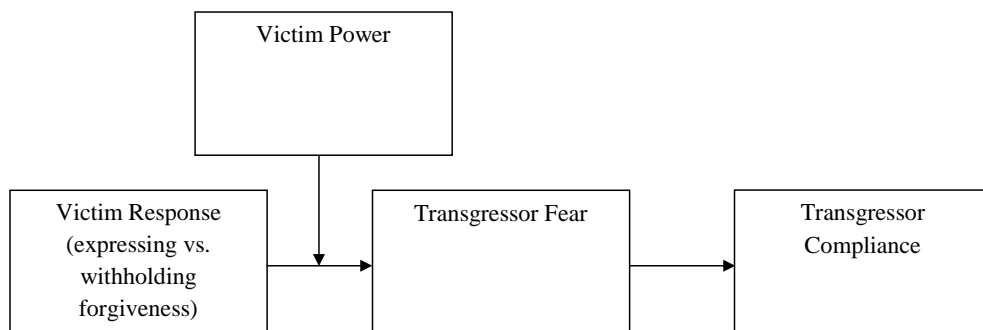 Victim Power
Victim Response
(expressing vs.
withholding
forgiveness)
Transgressor Fear
Transgressor
Compliance